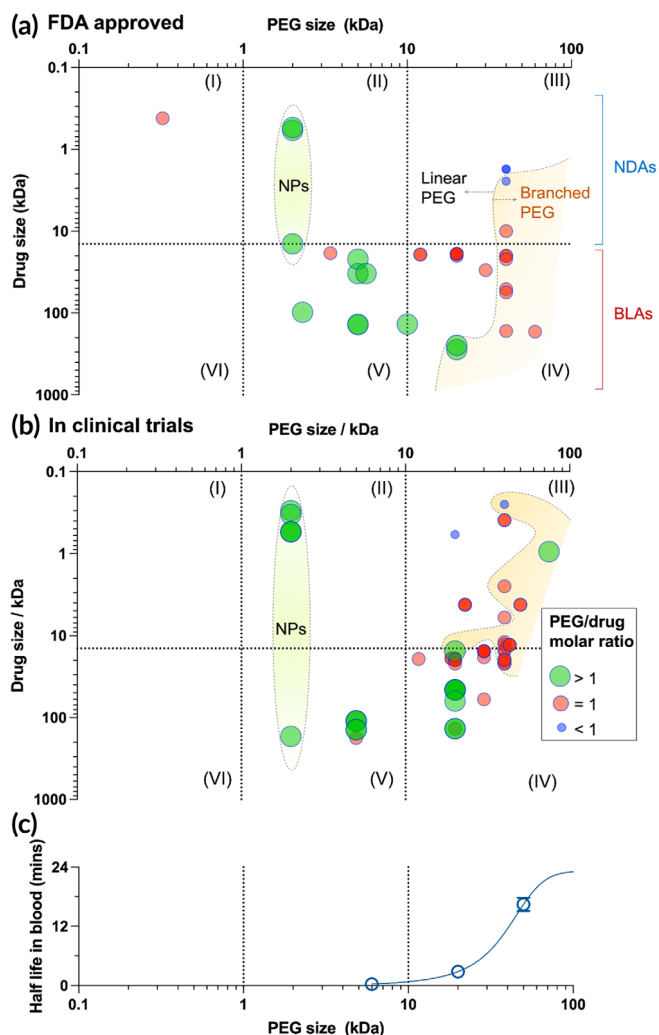 (a) FDA approved
PEG size (kDa)
0.1 1 10 100
0.1
1
10
100
1000
Drug size (kDa)
(I) (II) (III)
NPs
Linear PEG
Branched PEG
(VI) (V) (IV)
NDAs
BLAs
(b) In clinical trials
PEG size / kDa
0.1 1 10 100
0.1
1
10
100
1000
Drug size / kDa
(I) (II) (III)
NPs
(VI) (V) (IV)
PEG/drug
molar ratio
> 1
= 1
< 1
(c)
Half life in blood (mins)
24
12
0
0.1 1 10 100
PEG size (kDa)